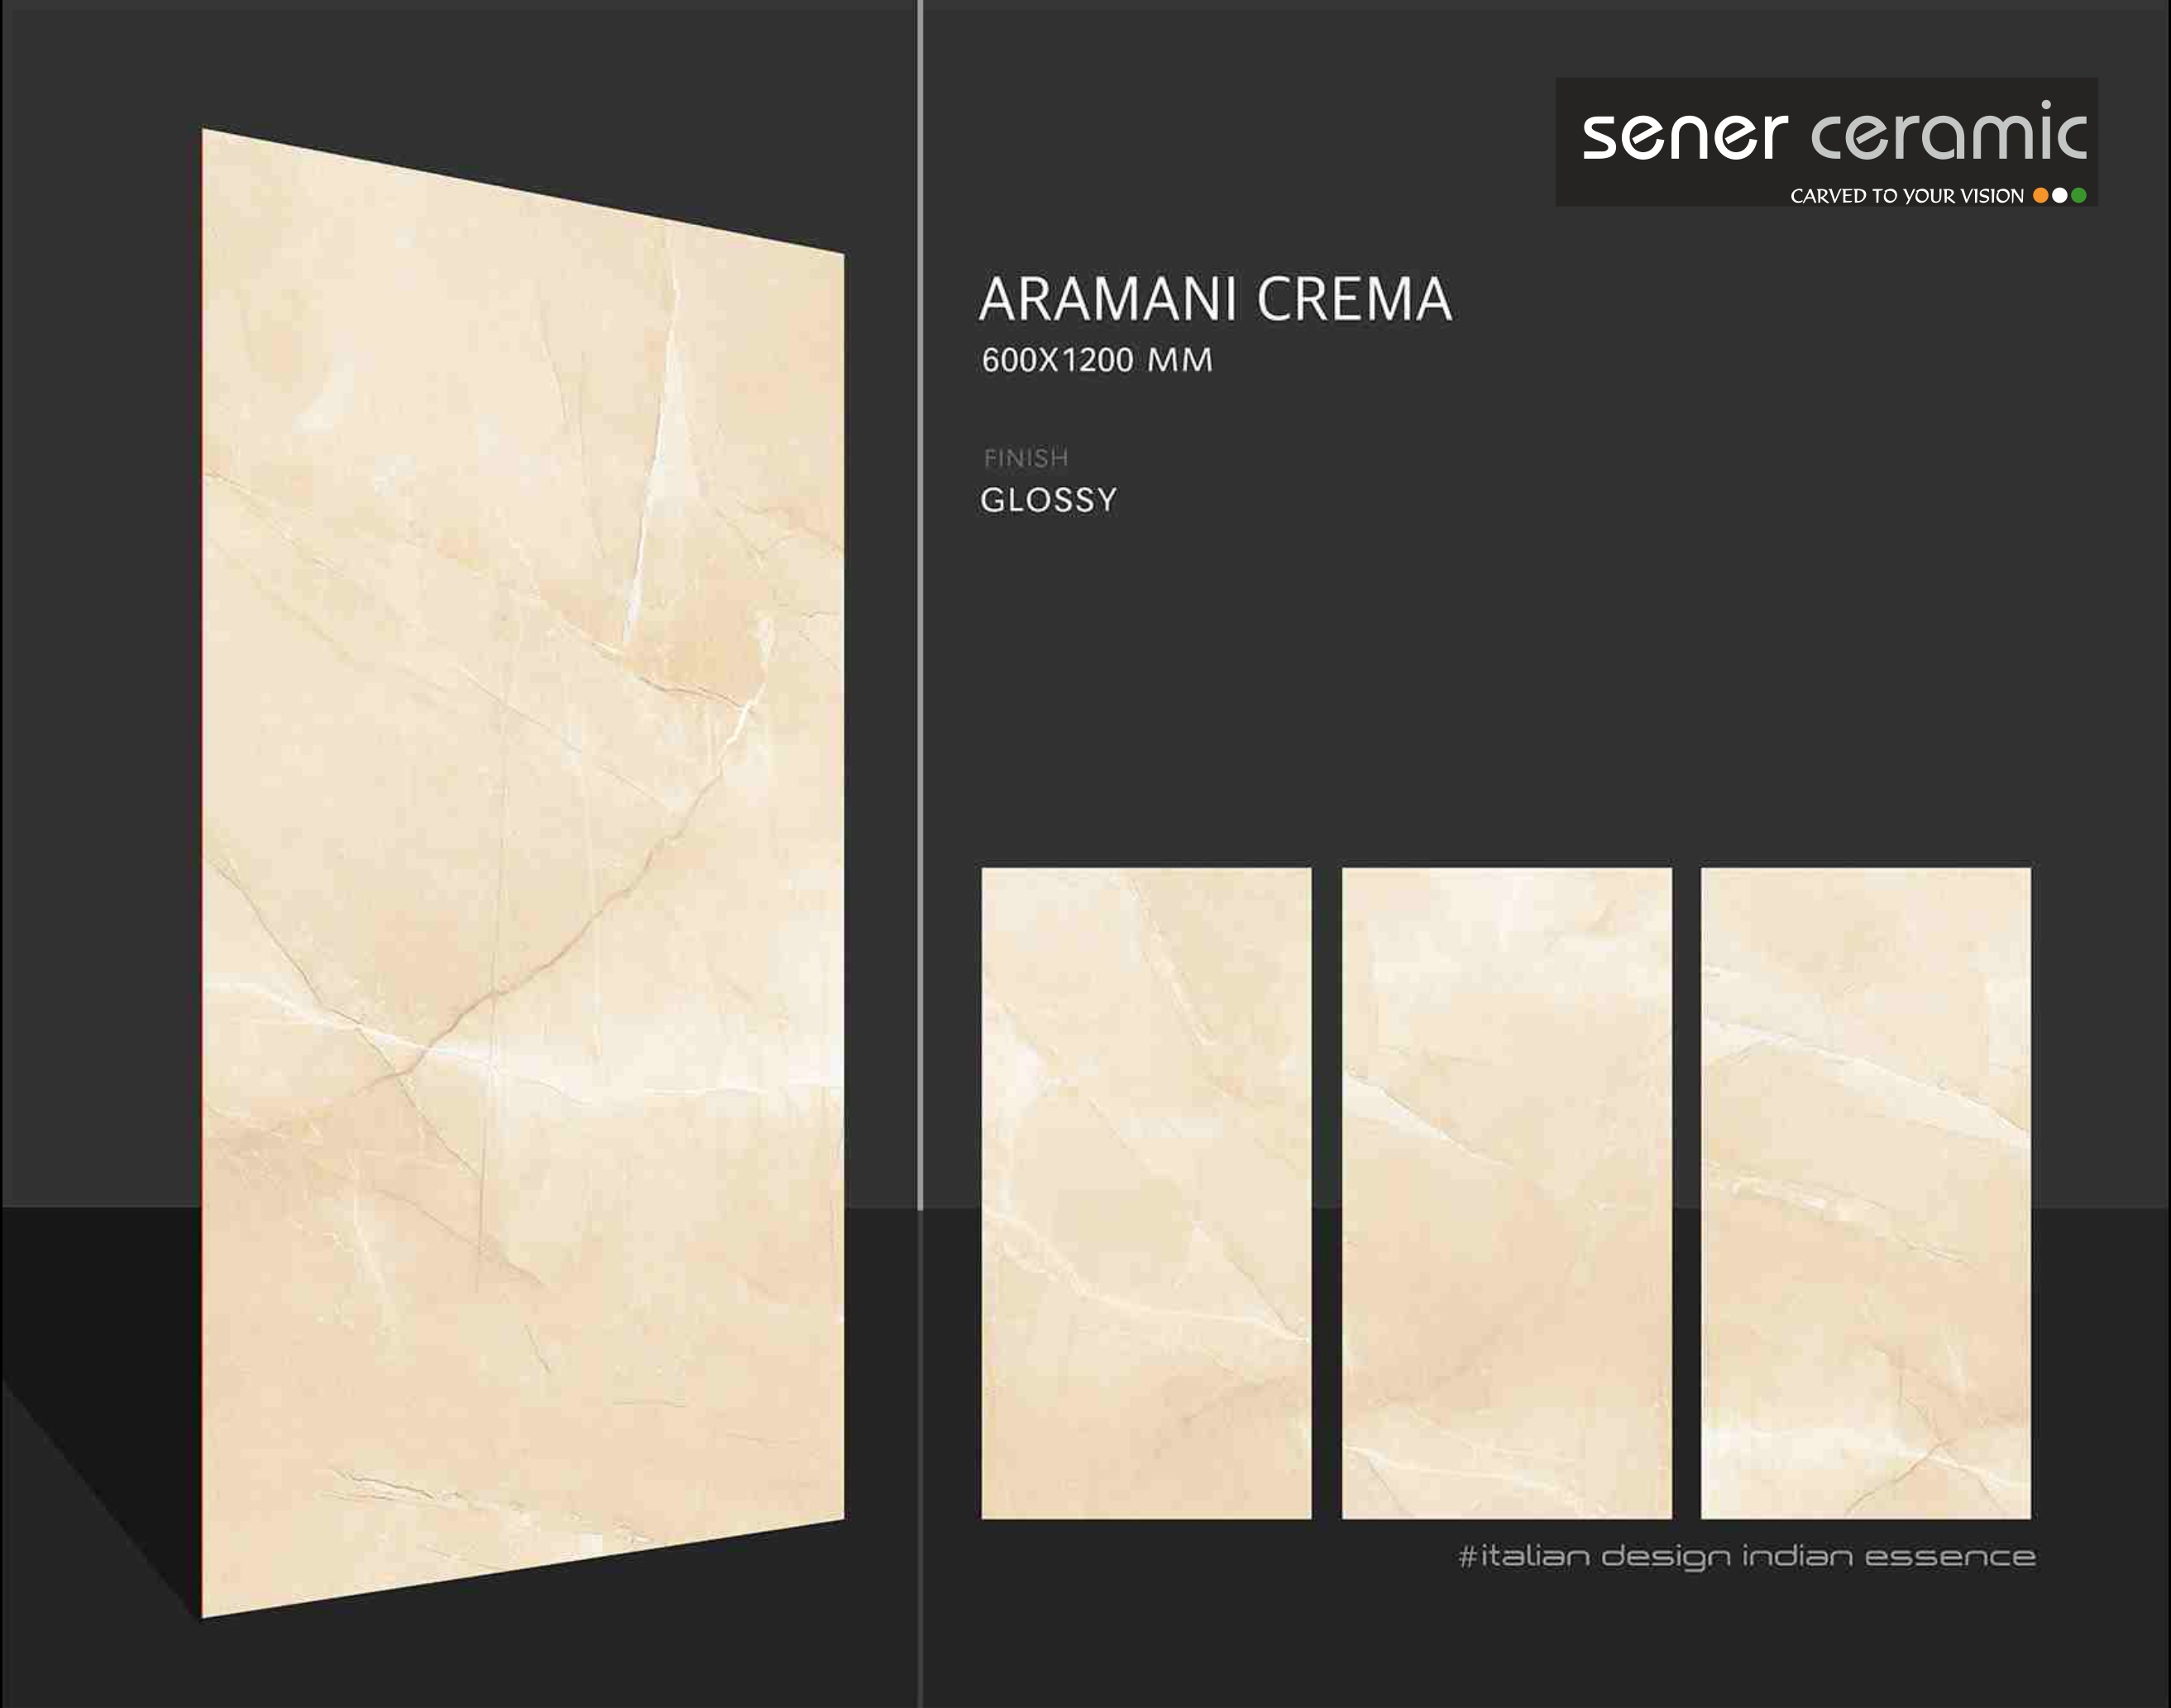 sener ceramic
CARVED TO YOUR VISION
ARAMANI CREMA
600X1200 MM
FINISH
GLOSSY
#italian design indian essence